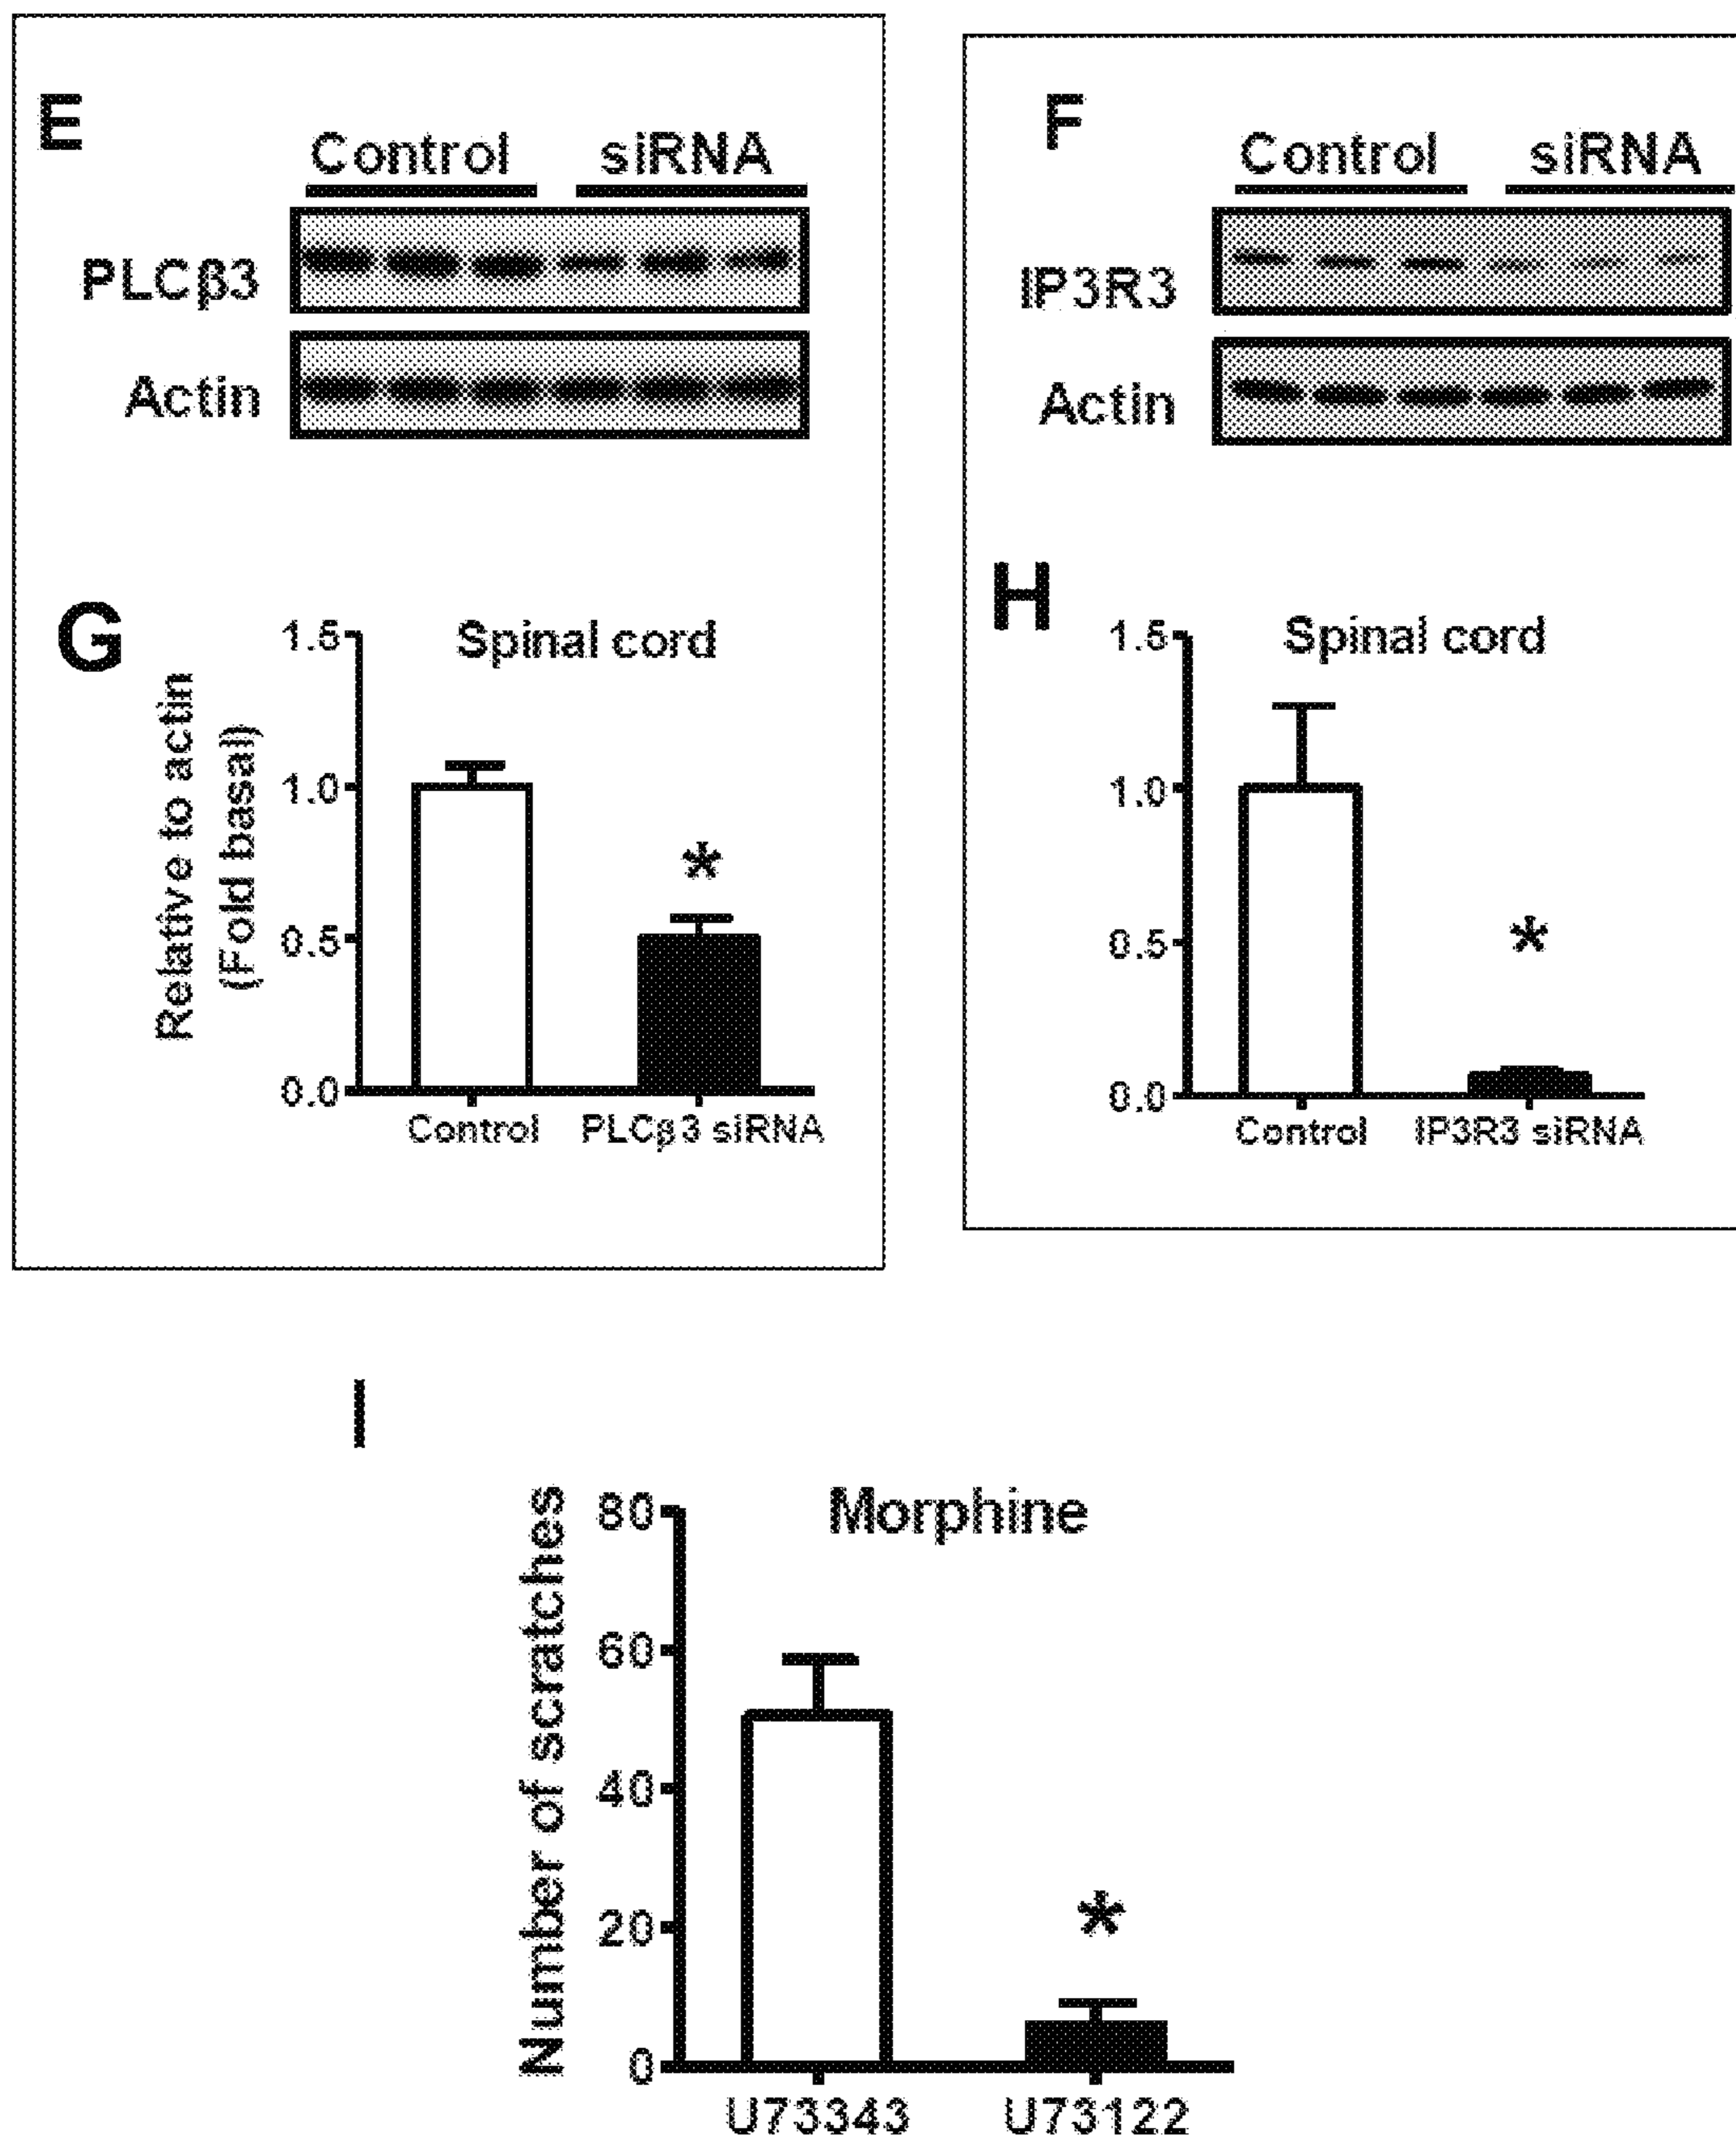 E
Control siRNA
PLCβ3
Actin
F
Control siRNA
IP3R3
Actin
G
Spinal cord
Relative to actin
(Fold basal)
1.5
1.0
0.5
0.0
Control PLCβ3 siRNA
H
Spinal cord
1.5
1.0
0.5
0.0
Control IP3R3 siRNA
I
Morphine
Number of scratches
80
60
40
20
0
U73343 U73122
*
*
*